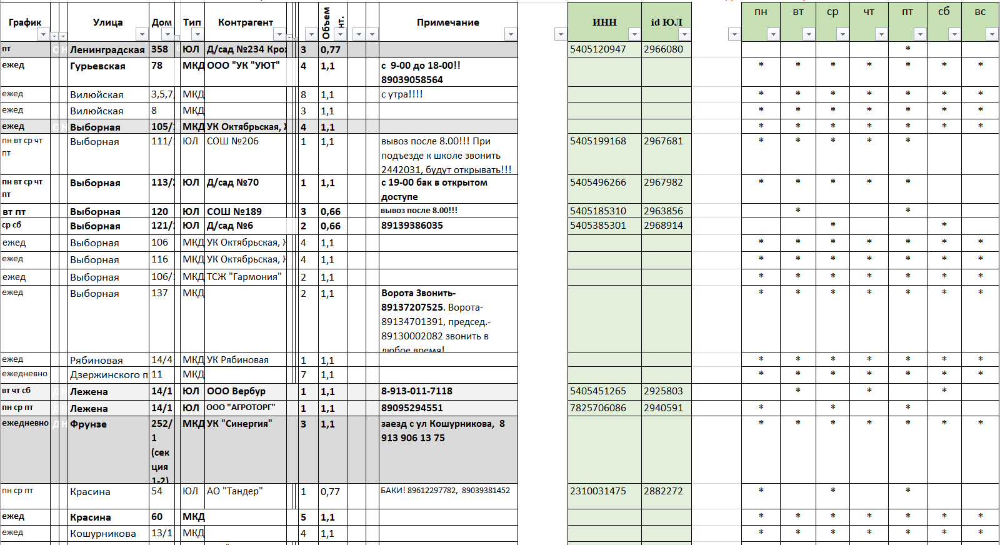 График Улица Дом Тип Контрагент Объем Примечание ИНН id ЮЛ пн вт ср чт пт сб вс
пт Ленинградская 358 ЮЛ Д/сад №234 3 0,77 5405120947 2966080 *
ежед Гурьевская 78 МКД ООО "УК "УЮТ" 4 1,1 с 9-00 до 18-00!! * * * * * * *
89039058564
ежед Вилюйская 3,5,7, МКД 8 1,1 с утра!!!! * * * * * * *
ежед Вилюйская 8 МКД 3 1,1 * * * * * * *
ежед Выборная 105/ МКД УК Октябрьская, 4 1,1 * * * * * * *
пн вт ср чт Выборная 111/ ЮЛ СОШ №206 1 1,1 вывоз после 8.00!!! При 5405199168 2967681 * * * * *
пт подъезде к школе звонить
2442031, будут открывать!!!
пн вт ср чт Выборная 113/ ЮЛ Д/сад №70 1 1,1 с 19-00 бак в открытом 5405496266 2967982 * * * * *
пт доступе
вт пт Выборная 120 ЮЛ СОШ №189 3 0,66 вывоз после 8.00!!! 5405185310 2963856 * *
ср сб Выборная 121/ ЮЛ Д/сад №6 2 0,66 89139386035 5405385301 2968914 * *
ежед Выборная 106 МКД УК Октябрьская, 4 1,1 * * * * * * *
ежед Выборная 116 МКД УК Октябрьская, 4 1,1 * * * * * * *
ежед Выборная 106/ МКД ТСЖ "Гармония" 2 1,1 * * * * * * *
ежед Выборная 137 МКД 2 1,1 Ворота Звонить- * * * * * * *
89137207525. Ворота-
89134701391, председ.-
89130002082 звонить в
любое время!
ежед Рябиновая 14/4 МКД УК Рябиновая 1 1,1 * * * * * * *
ежедневно Дзержинского п 11 МКД 7 1,1 * * * * * * *
вт чт сб Лежена 14/1 ЮЛ ООО Вербур 1 1,1 8-913-011-7118 5405451265 2925803 * * *
пн ср пт Лежена 14/1 ЮЛ ООО "АГРОТОРГ" 1 1,1 89095294551 7825706086 2940591 * * *
ежедневно Фрунзе 252/ МКД УК "Синергия" 3 1,1 заезд с ул Кошурникова, 8 * * * * * * *
1 913 906 13 75
(сек
ция
1-2)
пн ср пт Красина 54 ЮЛ АО "Тандер" 1 0,77 БАКИ! 89612297782, 89039381452 2310031475 2882272 * * *
ежед Красина 60 МКД 5 1,1 * * * * * * *
ежед Кошурникова 13/1 МКД 4 1,1 * * * * * * *